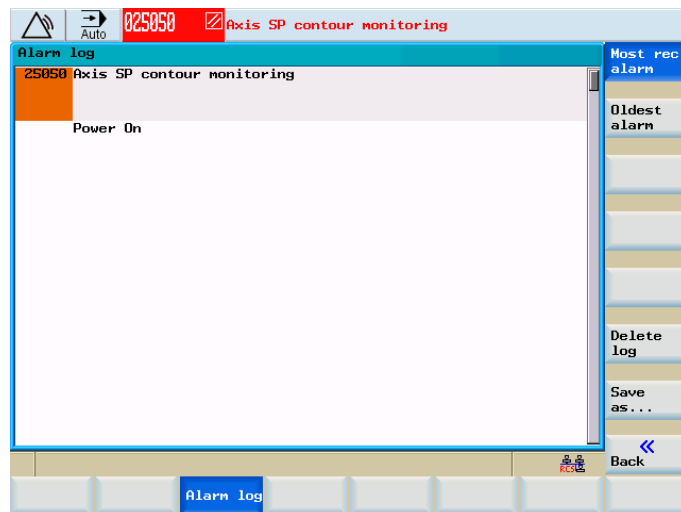 Auto
025050 Axis SP contour monitoring
Alarm log
25050 Axis SP contour monitoring
Power On
Most rec
alarm
Oldest
alarm
Delete
log
Save
as...
«
Back
RCS
Alarm log